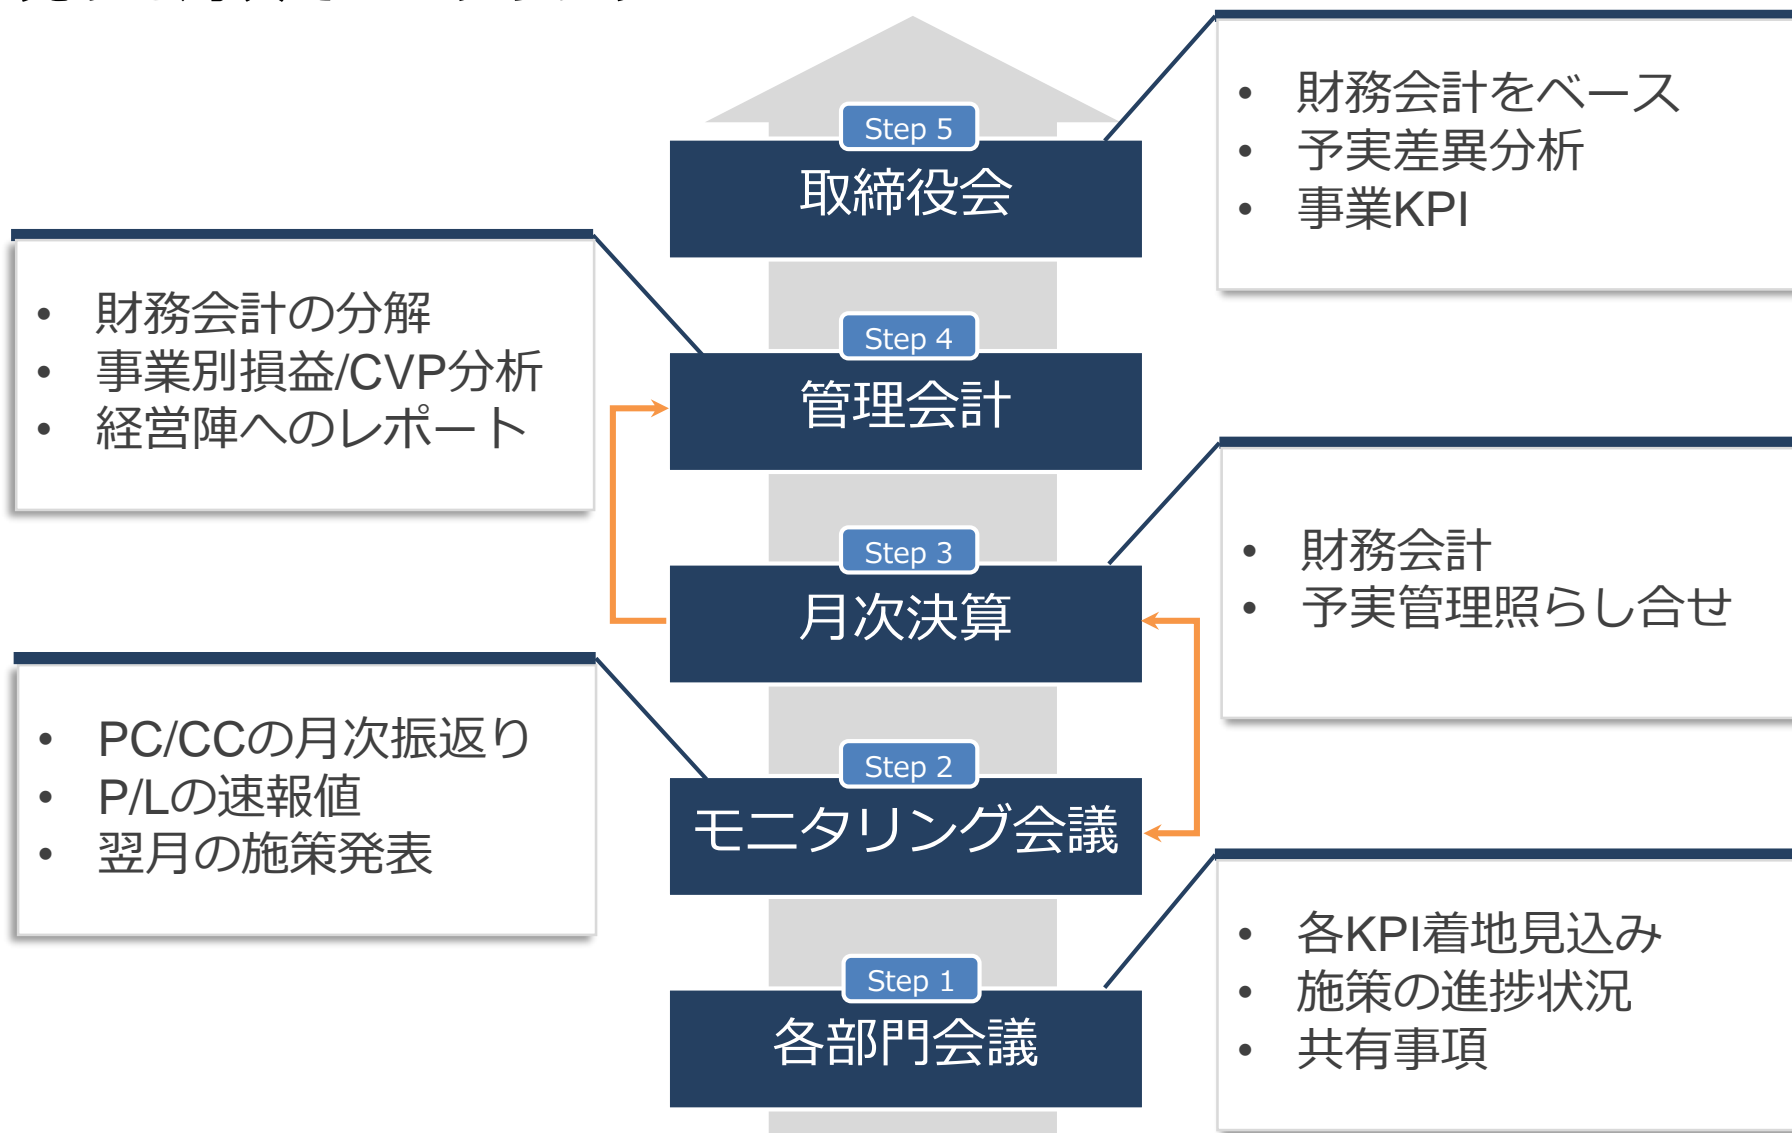 Step 5
取締役会
• 財務会計をベース
• 予実差異分析
• 事業KPI
Step 4
管理会計
• 財務会計の分解
• 事業別損益/CVP分析
• 経営陣へのレポート
Step 3
月次決算
• 財務会計
• 予実管理照らし合せ
Step 2
モニタリング会議
• PC/CCの月次振返り
• P/Lの速報値
• 翌月の施策発表
Step 1
各部門会議
• 各KPI着地見込み
• 施策の進捗状況
• 共有事項